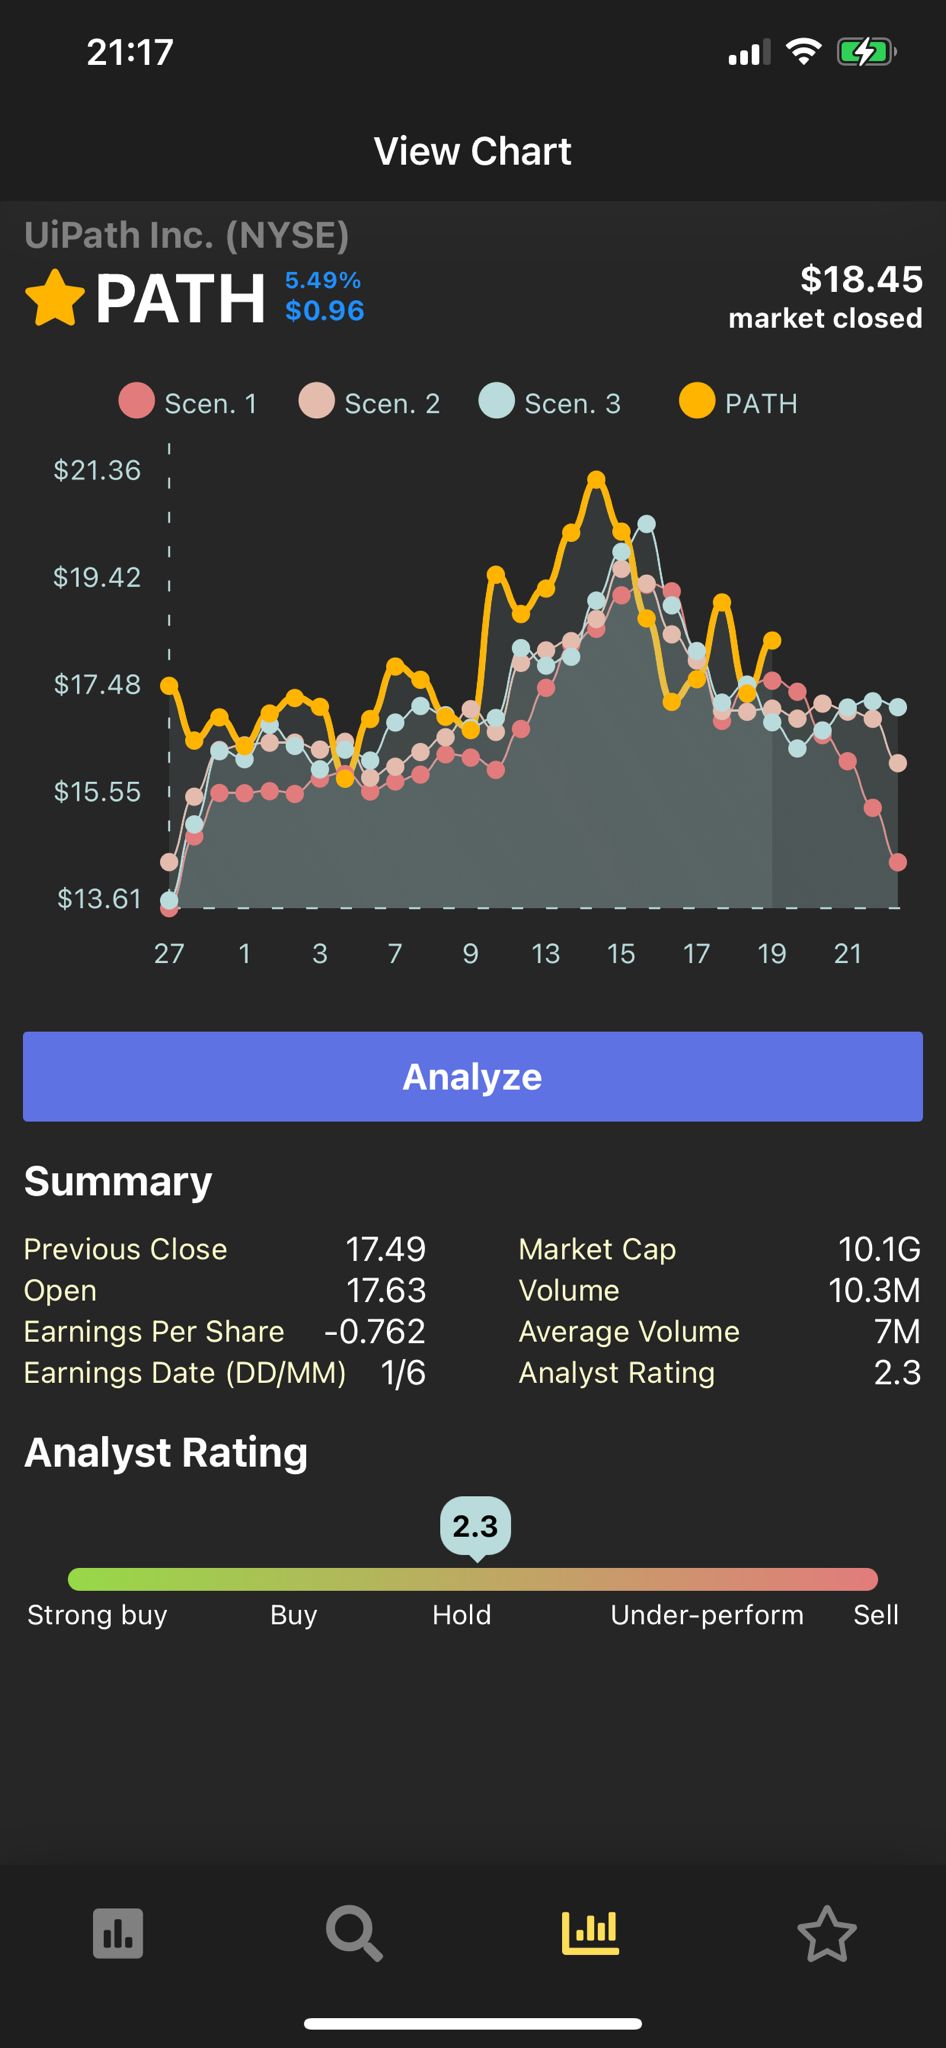 21:17
View Chart
UiPath Inc. (NYSE)
PATH 5.49% $0.96 $18.45
market closed
Scen. 1 Scen. 2 Scen. 3 PATH
$21.36
$19.42
$17.48
$15.55
$13.61
27 1 3 7 9 13 15 17 19 21
Analyze
Summary
Previous Close 17.49 Market Cap 10.1G
Open 17.63 Volume 10.3M
Earnings Per Share -0.762 Average Volume 7M
Earnings Date (DD/MM) 1/6 Analyst Rating 2.3
Analyst Rating
2.3
Strong buy Buy Hold Under-perform Sell